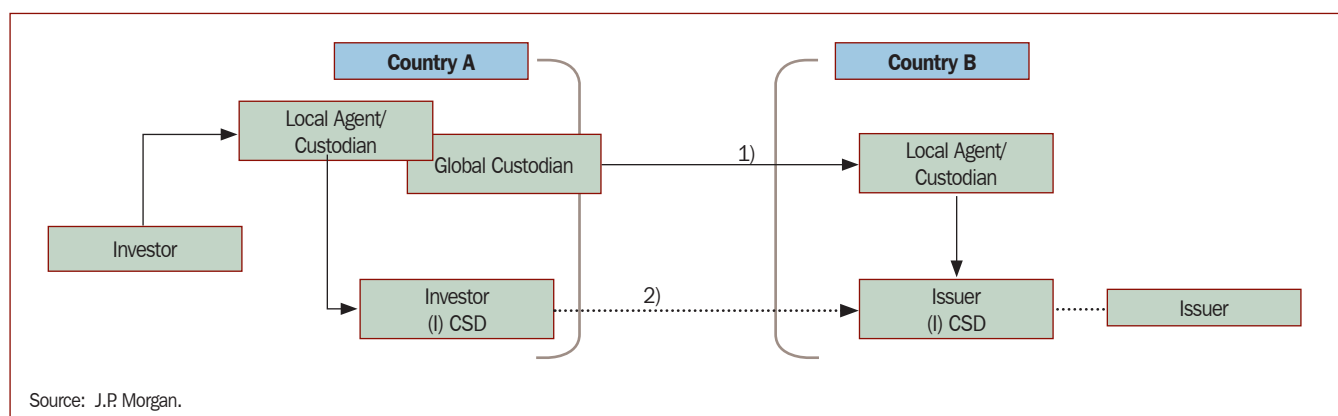 Country A
Country B
Local Agent/
Custodian
Global Custodian
1)
Local Agent/
Custodian
Investor
Investor
(I) CSD
2)
Issuer
(I) CSD
Issuer
Source: J.P. Morgan.